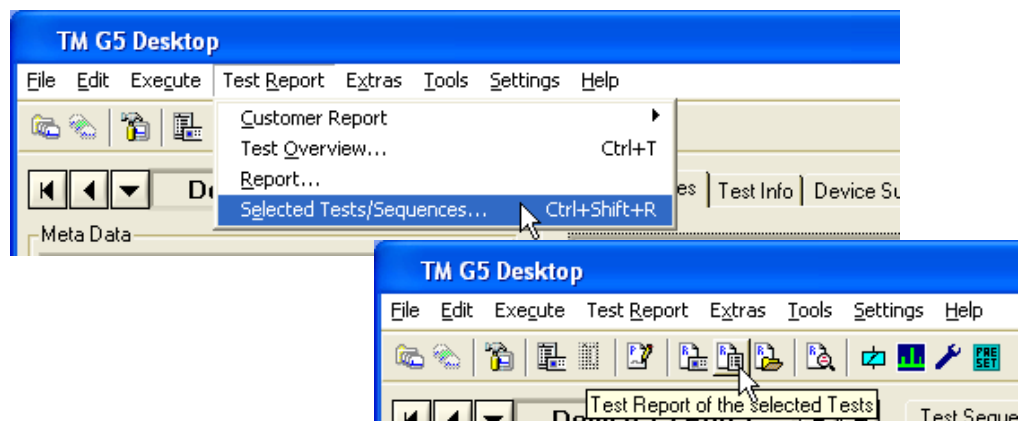 TM G5 Desktop
File Edit Execute Test Report Extras Tools Settings Help
Customer Report
Test Overview... Ctrl+T
Report...
Selected Tests/Sequences... Ctrl+Shift+R
Test Info Device Su
Meta Data
TM G5 Desktop
File Edit Execute Test Report Extras Tools Settings Help
PRE
SET
Test Report of the selected Tests
Test Seque